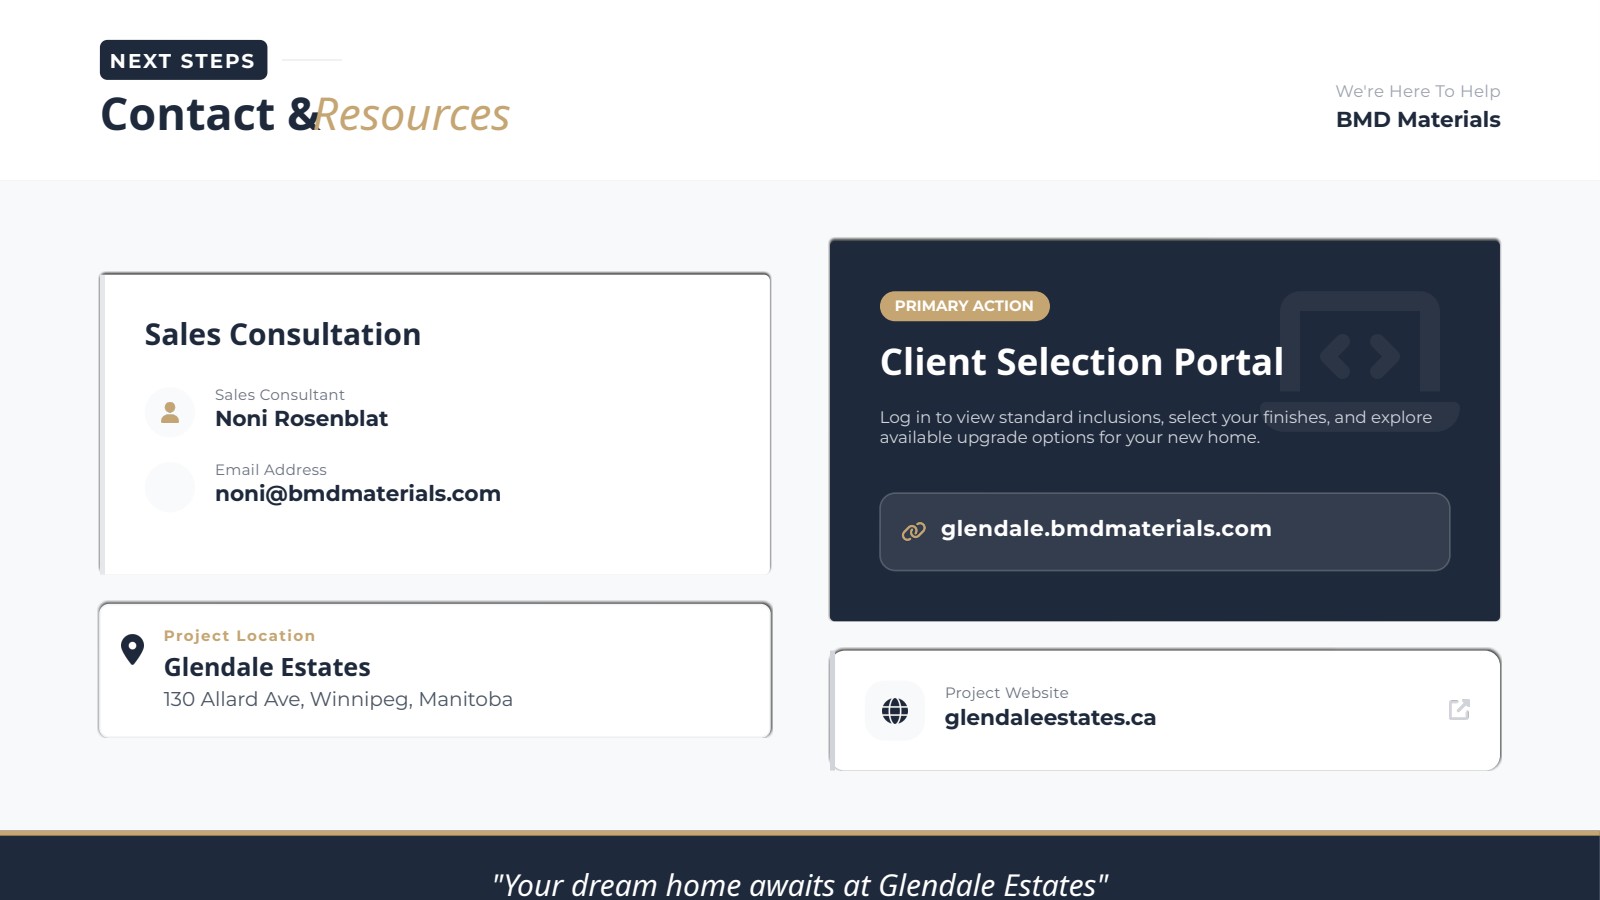 NEXT STEPS
Contact & Resources
We're Here To Help
BMD Materials
Sales Consultation
Sales Consultant
Noni Rosenblat
Email Address
noni@bmdmaterials.com
Project Location
Glendale Estates
130 Allard Ave, Winnipeg, Manitoba
PRIMARY ACTION
Client Selection Portal
Log in to view standard inclusions, select your finishes, and explore
available upgrade options for your new home.
glendale.bmdmaterials.com
Project Website
glendaleestates.ca
"Your dream home awaits at Glendale Estates"